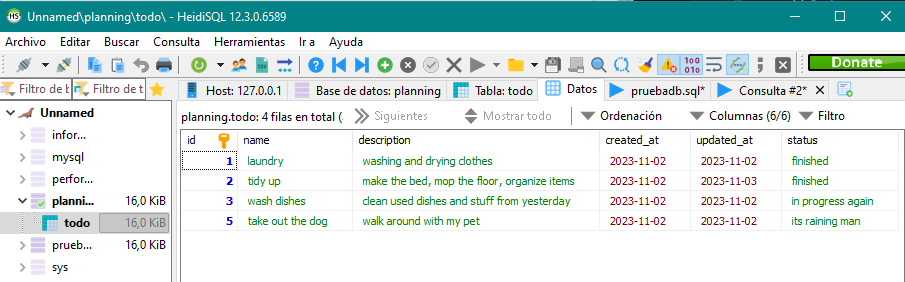 HS Unnamed\planning\todo\ - HeidiSQL 12.3.0.6589
Archivo Editar Buscar Consulta Herramientas Ir a Ayuda
Donate
Filtro de b Filtro de t Host: 127.0.0.1 Base de datos: planning Tabla: todo Datos pruebadb.sql* Consulta #2*
Unnamed
infor...
mysql
perfor...
planni... 16,0 KiB
todo 16,0 KiB
prueb... 16,0 KiB
sys
planning.todo: 4 filas en total (. Siguientes Mostrar todo Ordenación Columnas (6/6) Filtro
id name description created_at updated_at status
1 laundry washing and drying clothes 2023-11-02 2023-11-02 finished
2 tidy up make the bed, mop the floor, organize items 2023-11-02 2023-11-03 finished
3 wash dishes clean used dishes and stuff from yesterday 2023-11-02 2023-11-02 in progress again
5 take out the dog walk around with my pet 2023-11-02 2023-11-02 its raining man